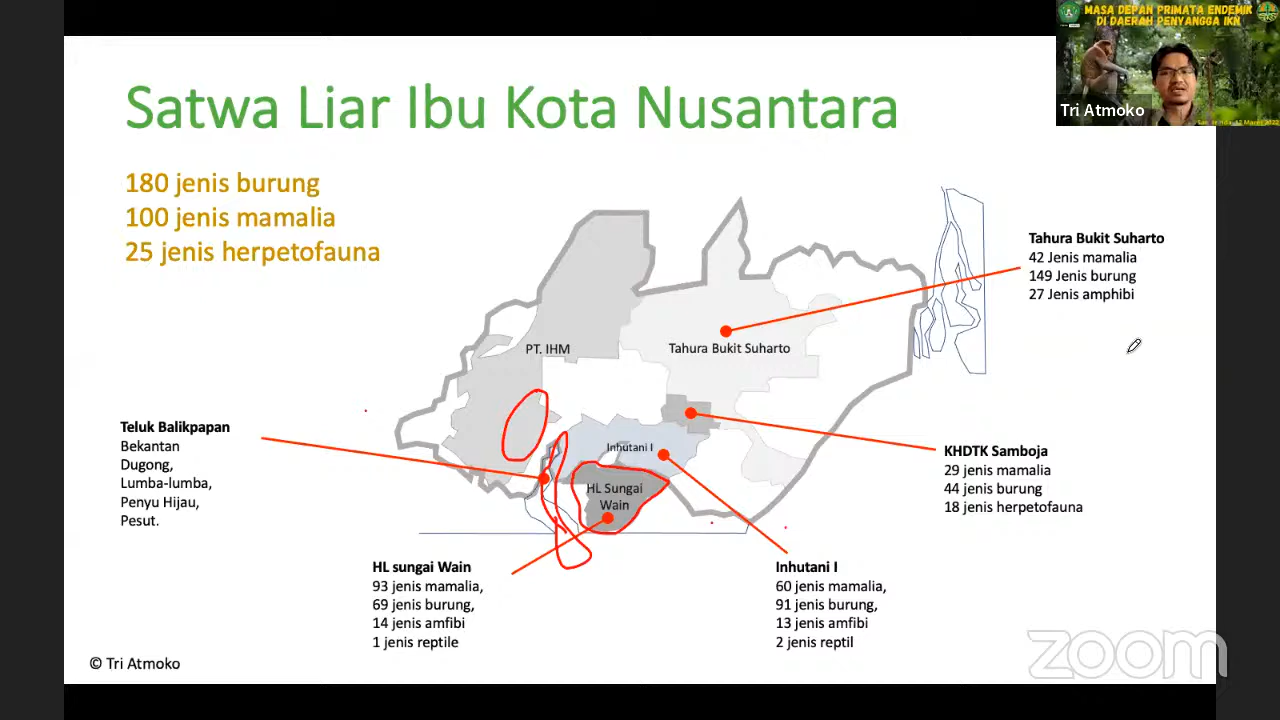 MASA DEPAN PRIMATA ENDEMIK
DI DAERAH PENYANGGA IKN
Tri Atmoko
Satwa Liar Ibu Kota Nusantara
180 jenis burung
100 jenis mamalia
25 jenis herpetofauna
Tahura Bukit Suharto
42 Jenis mamalia
149 Jenis burung
27 Jenis amphibi
PT. IHM
Tahura Bukit Suharto
Teluk Balikpapan
Bekantan
Dugong,
Lumba-lumba,
Penyu Hijau,
Pesut.
Inhutani I
HL Sungai
Wain
KHDTK Samboja
29 jenis mamalia
44 jenis burung
18 jenis herpetofauna
HL sungai Wain
93 jenis mamalia,
69 jenis burung,
14 jenis amfibi
1 jenis reptile
Inhutani I
60 jenis mamalia,
91 jenis burung,
13 jenis amfibi
2 jenis reptil
© Tri Atmoko
zoom